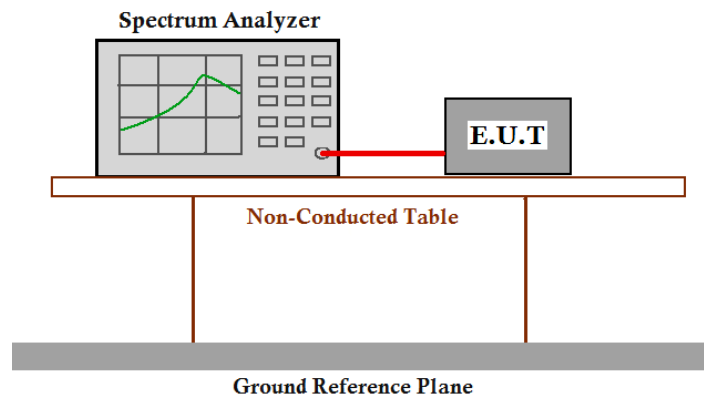 Spectrum Analyzer
E.U.T
Non-Conducted Table
Ground Reference Plane